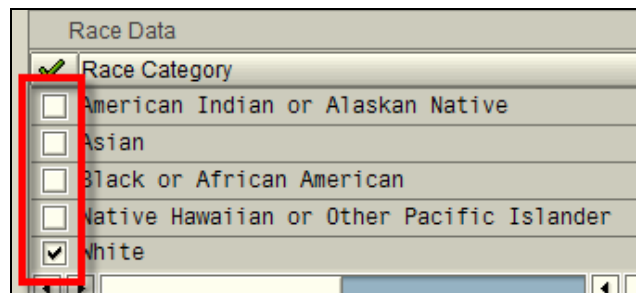 Race Data
Race Category
American Indian or Alaskan Native
Asian
Black or African American
Native Hawaiian or Other Pacific Islander
White